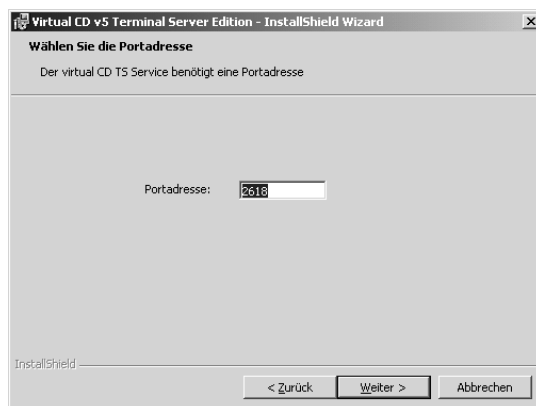 Virtual CD v5 Terminal Server Edition - InstallShield Wizard
Wählen Sie die Portadresse
Der virtual CD TS Service benötigt eine Portadresse
Portadresse: 2618
InstallShield
< Zurück Weiter > Abbrechen